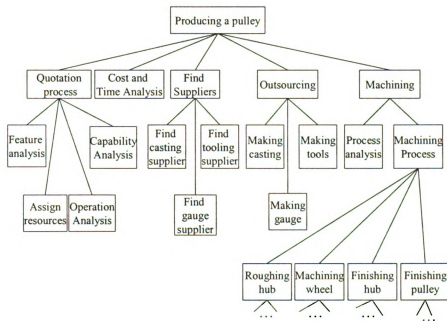 Producing a pulley
Quotation
process
Cost and
Time Analysis
Find
Suppliers
Outsourcing
Machining
Feature
analysis
Capability
Analysis
Find
casting supplier
Find
tooling supplier
Making
casting
Making
tools
Process
analysis
Machining
Process
Assign
resources
Operation
Analysis
Find
gauge supplier
Making
gauge
Roughing
hub
Machining
wheel
Finishing
hub
Finishing
pulley
...
...
...
...